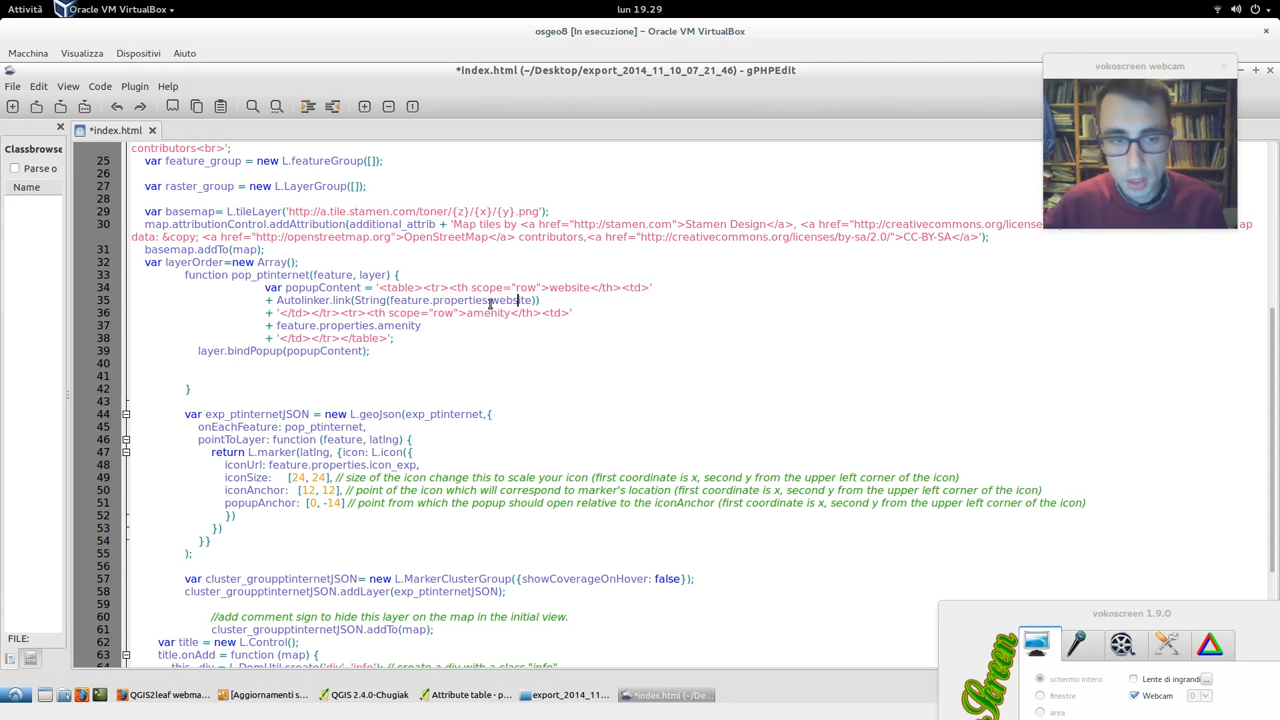 Attività
Oracle VM VirtualBox
lun 19.29
osgeo8 [In esecuzione] – Oracle VM VirtualBox
Macchina Visualizza Dispositivi Aiuto
vokoscreen webcam
*index.html (~/Desktop/export_2014_11_10_07_21_46) - gPHPEdit
File Edit View Code Plugin Help
*index.html
Classbrowse
Parse o
Name
FILE:
contributors<br>';
25 var feature_group = new L.featureGroup([]);
26
27 var raster_group = new L.LayerGroup([]);
28
29 var basemap= L.tileLayer('http://a.tile.stamen.com/toner/{z}/{x}/{y}.png');
30 map.attributionControl.addAttribution(additional_attrib + 'Map tiles by <a href="http://stamen.com">Stamen Design</a>, <a href="http://creativecommons.org/license
data: &copy; <a href="http://openstreetmap.org">OpenStreetMap</a> contributors,<a href="http://creativecommons.org/licenses/by-sa/2.0/">CC-BY-SA</a>');
31 basemap.addTo(map);
32 var layerOrder=new Array();
33 function pop_ptinternet(feature, layer) {
34 var popupContent = '<table><tr><th scope="row">website</th><td>'
35 + Autolinker.link(String(feature.properties.website))
36 + '</td></tr><tr><th scope="row">amenity</th><td>'
37 + feature.properties.amenity
38 + '</td></tr></table>';
39 layer.bindPopup(popupContent);
40
41
42 }
43
44 var exp_ptinternetJSON = new L.geoJson(exp_ptinternet,{
45 onEachFeature: pop_ptinternet,
46 pointToLayer: function (feature, latlng) {
47 return L.marker(latlng, {icon: L.icon({
48 iconUrl: feature.properties.icon_exp,
49 iconSize: [24, 24], // size of the icon change this to scale your icon (first coordinate is x, second y from the upper left corner of the icon)
50 iconAnchor: [12, 12], // point of the icon which will correspond to marker's location (first coordinate is x, second y from the upper left corner of the icon)
51 popupAnchor: [0, -14] // point from which the popup should open relative to the iconAnchor (first coordinate is x, second y from the upper left corner of the icon)
52 })
53 })
54 }}
55 );
56
57 var cluster_groupptinternetJSON= new L.MarkerClusterGroup({showCoverageOnHover: false});
58 cluster_groupptinternetJSON.addLayer(exp_ptinternetJSON);
59
60 //add comment sign to hide this layer on the map in the initial view.
61 cluster_groupptinternetJSON.addTo(map);
62 var title = new L.Control();
63 title.onAdd = function (map) {
vokoscreen 1.9.0
Screen
schermo intero
finestre
area
Lente di ingrandi ...
Webcam
0
QGIS2leaf webma...
[Aggiornamenti s...
QGIS 2.4.0-Chugiak
Attribute table - p...
export_2014_11_10...
*index.html (~/Des...